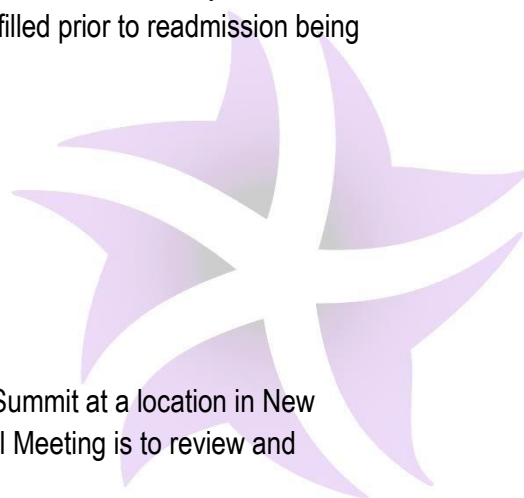 filled prior to readmission being
Summit at a location in New
l Meeting is to review and